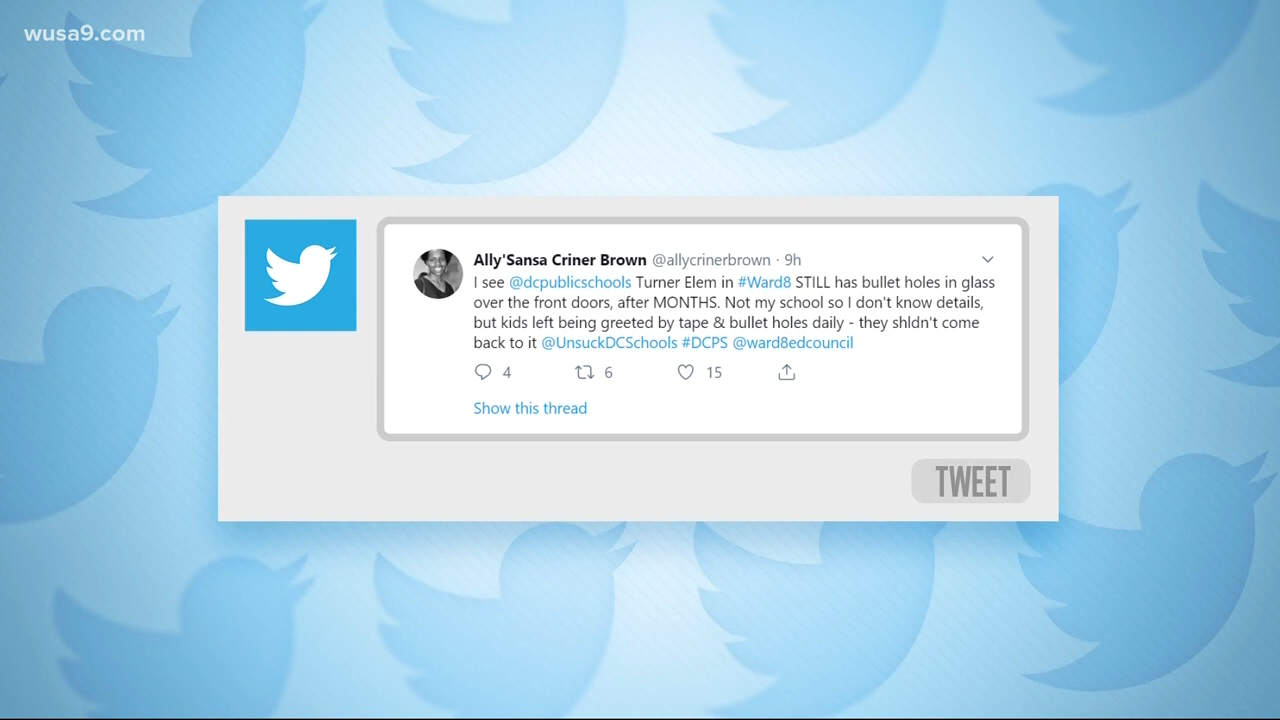 wusa9.com
Ally'Sansa Criner Brown @allycrinerbrown · 9h
I see @dcpublicschools Turner Elem in #Ward8 STILL has bullet holes in glass
over the front doors, after MONTHS. Not my school so I don't know details,
but kids left being greeted by tape & bullet holes daily - they shldn't come
back to it @UnsuckDCSchools #DCPS @ward8edcouncil
4 6 15
Show this thread
TWEET